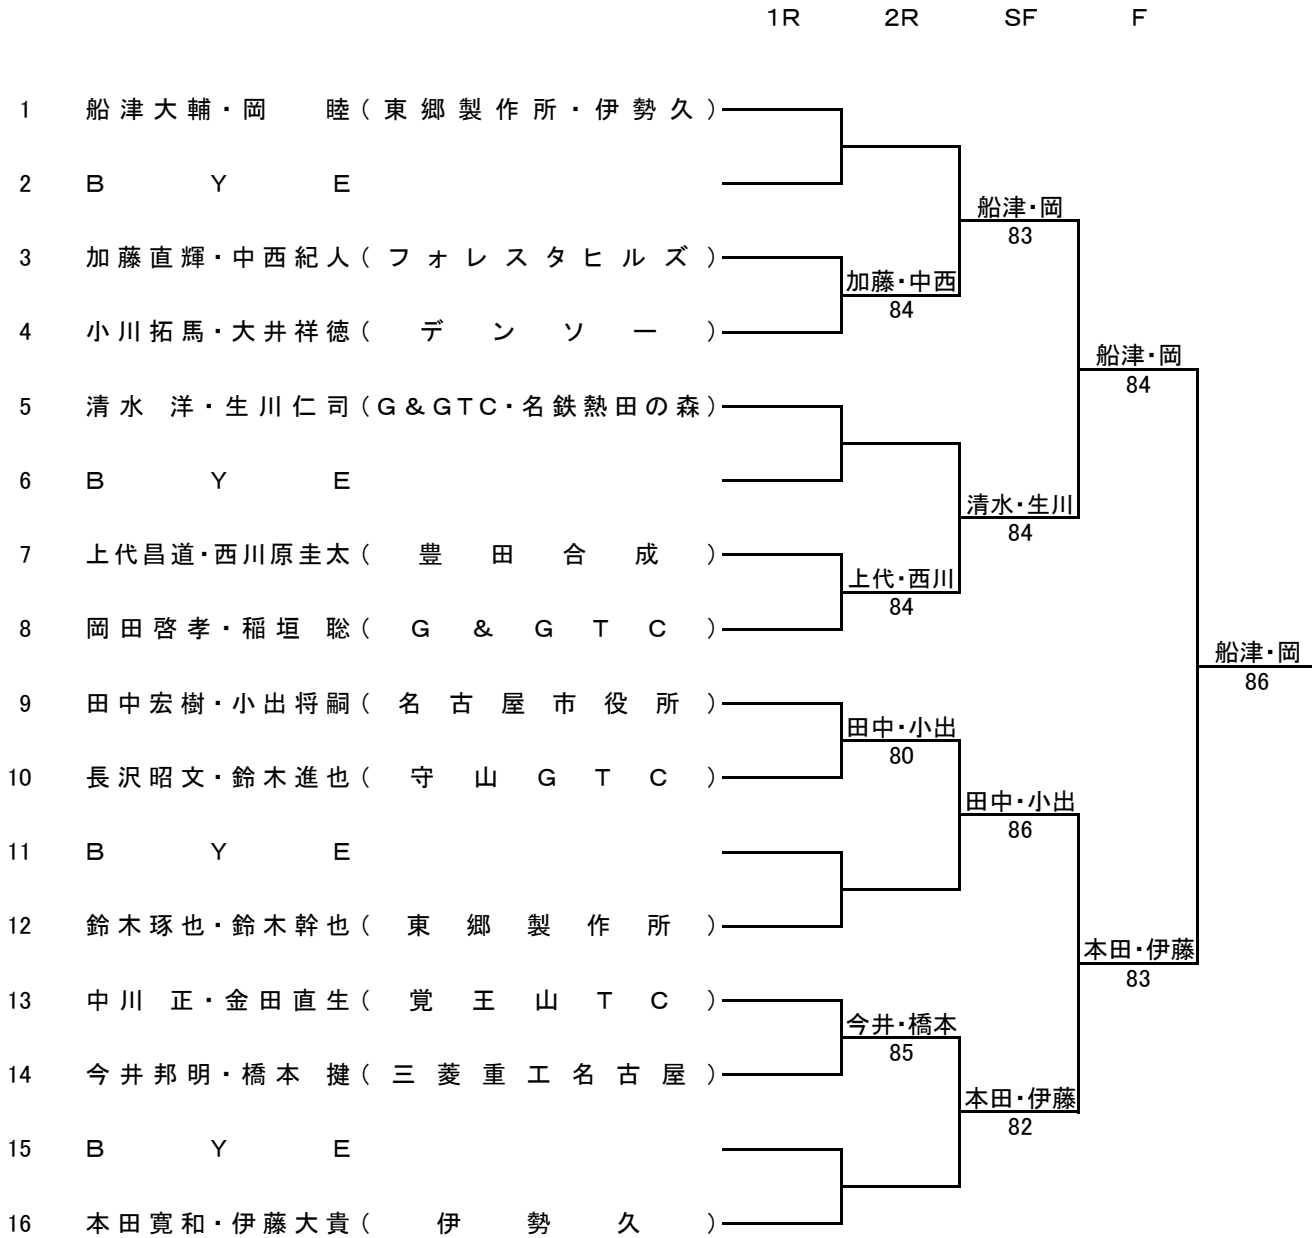 1R 2R SF F
1 船津大輔・岡 睦(東郷製作所・伊勢久)
2 BYE
船津・岡
83
3 加藤直輝・中西紀人(フォレスタヒルズ)
加藤・中西
84
4 小川拓馬・大井祥徳(デンソー)
船津・岡
84
5 清水 洋・生川仁司(G&GTC・名鉄熱田の森)
6 BYE
清水・生川
84
7 上代昌道・西川原圭太(豊田合成)
上代・西川
84
8 岡田啓孝・稲垣 聡(G&GTC)
船津・岡
86
9 田中宏樹・小出将嗣(名古屋市役所)
田中・小出
80
10 長沢昭文・鈴木進也(守山GTC)
田中・小出
86
11 BYE
12 鈴木琢也・鈴木幹也(東郷製作所)
本田・伊藤
83
13 中川 正・金田直生(覚王山TC)
今井・橋本
85
14 今井邦明・橋本 健(三菱重工名古屋)
本田・伊藤
82
15 BYE
16 本田寛和・伊藤大貴(伊勢久)